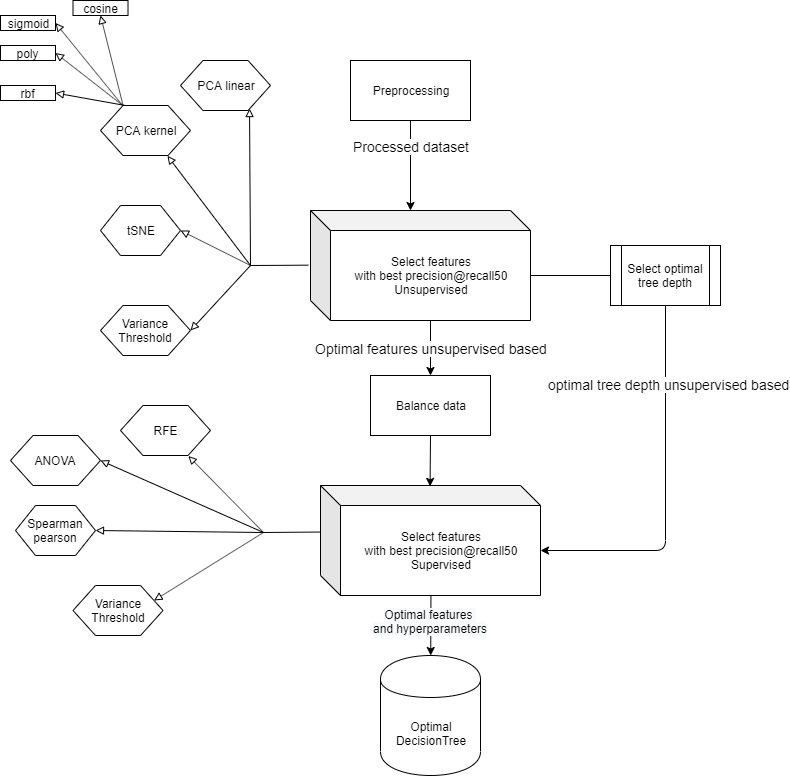 cosine
sigmoid
poly
rbf
PCA linear
PCA kernel
Preprocessing
Processed dataset
tSNE
Select features
with best precision@recall50
Unsupervised
Select optimal
tree depth
Variance
Threshold
Optimal features unsupervised based
optimal tree depth unsupervised based
Balance data
RFE
ANOVA
Spearman
pearson
Select features
with best precision@recall50
Supervised
Variance
Threshold
Optimal features
and hyperparameters
Optimal
DecisionTree